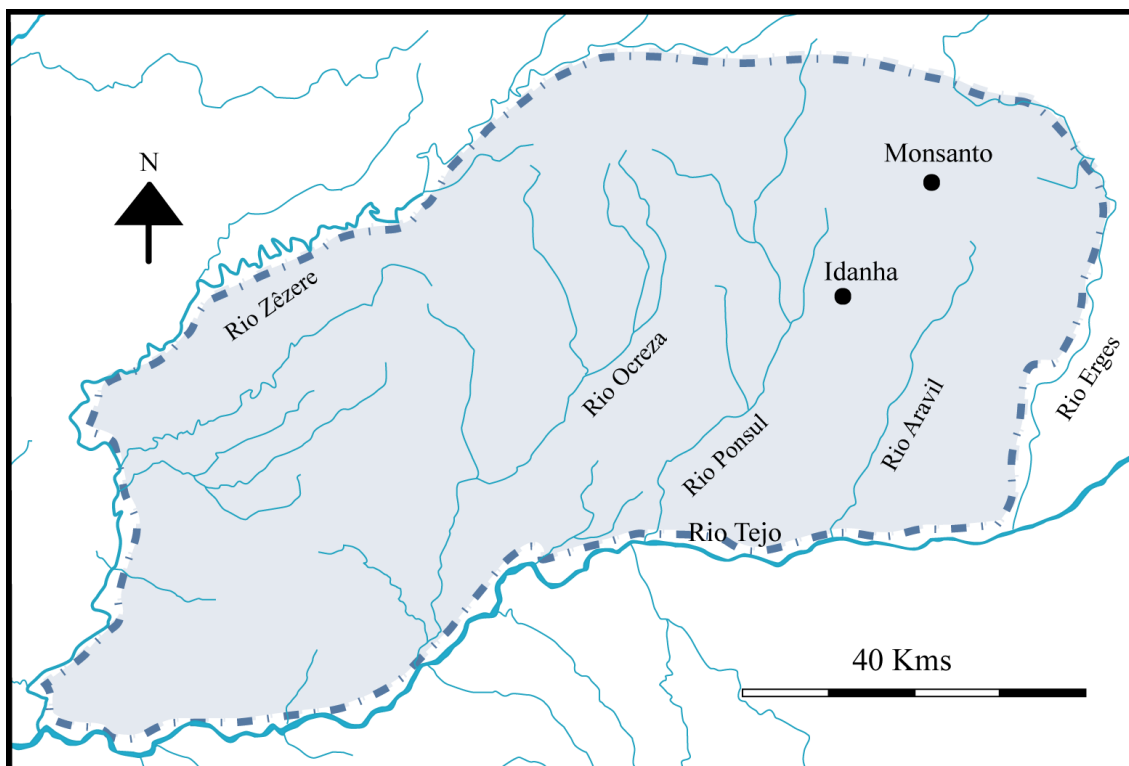 N
Monsanto
Idanha
Rio Zêzere
Rio Ocreza
Rio Erges
Rio Ponsul
Rio Aravil
Rio Tejo
40 Kms